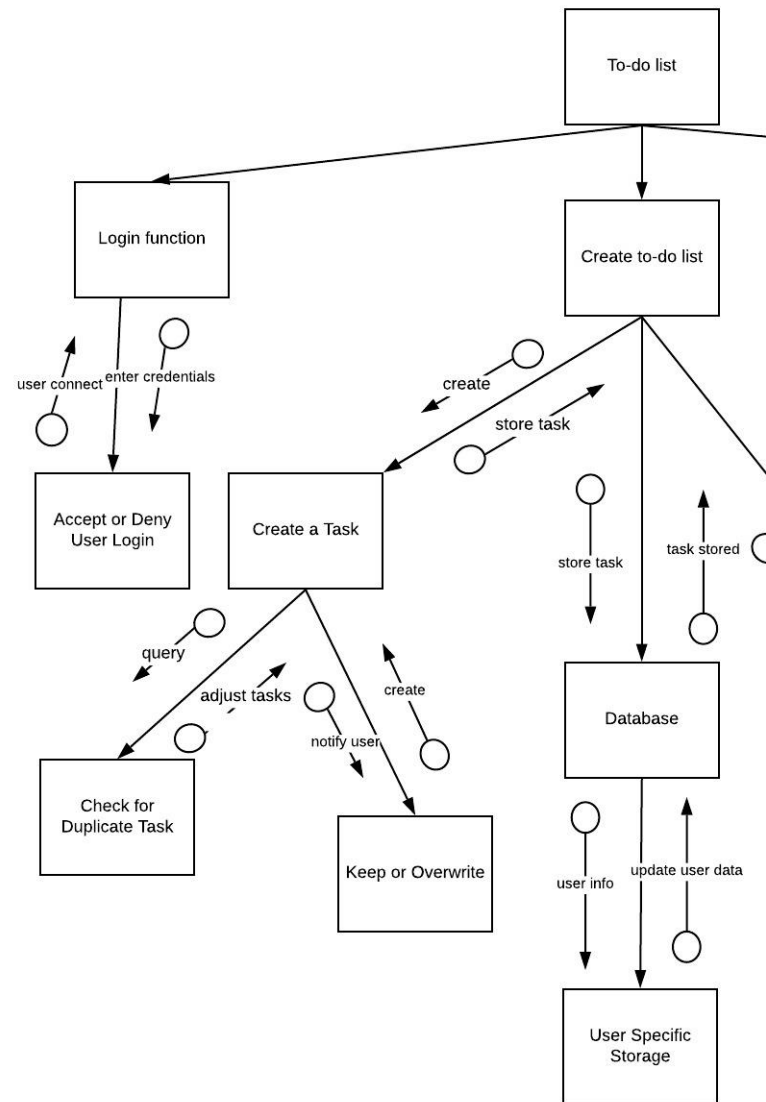 To-do list
Login function
Create to-do list
user connect
enter credentials
create
store task
Accept or Deny
User Login
Create a Task
store task
task stored
query
adjust tasks
notify user
create
Database
Check for
Duplicate Task
Keep or Overwrite
user info
update user data
User Specific
Storage